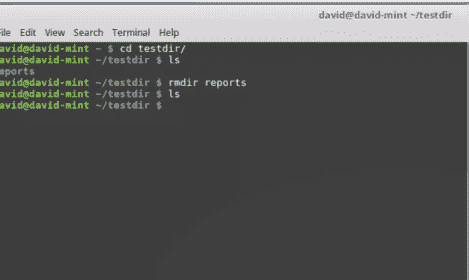 david@david-mint ~/testdir
File Edit View Search Terminal Help
avid@david-mint ~ $ cd testdir/
avid@david-mint ~/testdir $ ls
eports
avid@david-mint ~/testdir $ rmdir reports
avid@david-mint ~/testdir $ ls
avid@david-mint ~/testdir $